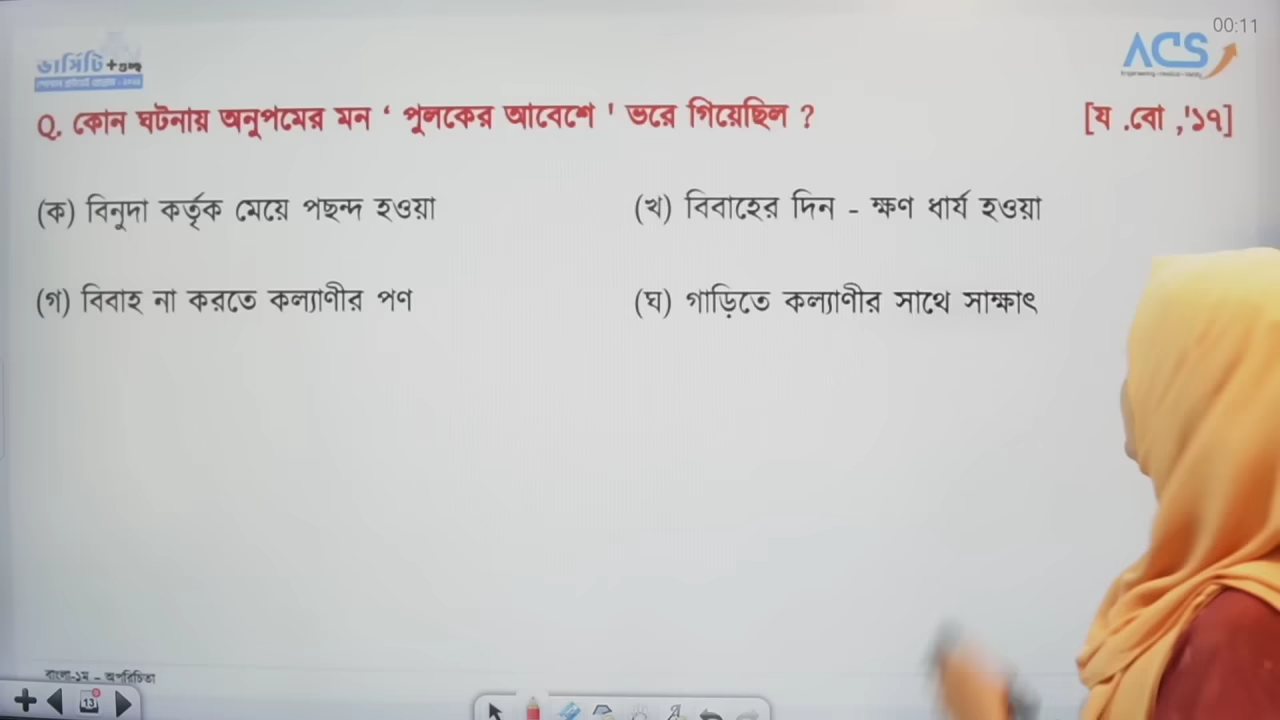 00:11
ভার্সিটি+গুচ্ছ
ACS
Q. কোন ঘটনায় অনুপমের মন ‘ পুলকের আবেশে ' ভরে গিয়েছিল ? [য .বো ,'১৭]
(ক) বিনুদা কর্তৃক মেয়ে পছন্দ হওয়া (খ) বিবাহের দিন - ক্ষণ ধার্য হওয়া
(গ) বিবাহ না করতে কল্যাণীর পণ (ঘ) গাড়িতে কল্যাণীর সাথে সাক্ষাৎ
বাংলা-১ম – অপরিচিতা
13